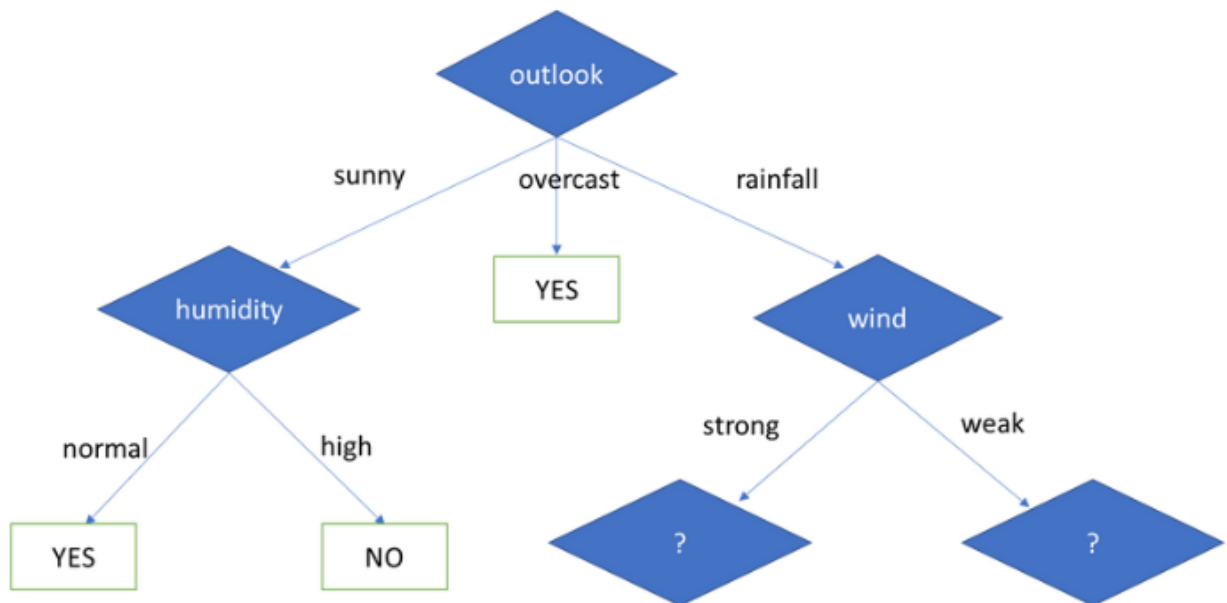 outlook
sunny
overcast
rainfall
humidity
YES
wind
normal
high
strong
weak
YES
NO
?
?